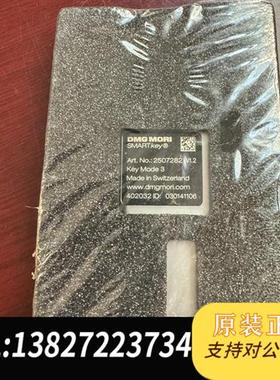 DMG MORI
SMARTkey®
Art. No.: 2507282 V1.2
Key Mode 3
Made in Switzerland
www.dmgmori.com
402032 ID: 030141106
原装正
支持对公
:13827223734